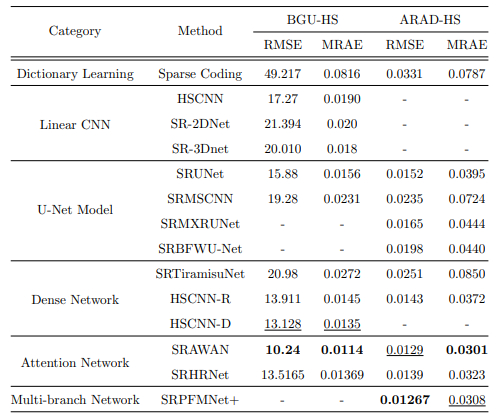 Category Method BGU-HS ARAD-HS
RMSE MRAE RMSE MRAE
Dictionary Learning Sparse Coding 49.217 0.0816 0.0331 0.0787
Linear CNN HSCNN 17.27 0.0190 - -
SR-2DNet 21.394 0.020 - -
SR-3Dnet 20.010 0.018 - -
U-Net Model SRUNet 15.88 0.0156 0.0152 0.0395
SRMSCNN 19.28 0.0231 0.0235 0.0724
SRMXRUNet - - 0.0165 0.0444
SRBFWU-Net - - 0.0198 0.0440
Dense Network SRTiramisuNet 20.98 0.0272 0.0251 0.0850
HSCNN-R 13.911 0.0145 0.0143 0.0372
HSCNN-D 13.128 0.0135 - -
Attention Network SRAWAN 10.24 0.0114 0.0129 0.0301
SRHRNet 13.5165 0.01369 0.0139 0.0323
Multi-branch Network SRPFMNet+ - - 0.01267 0.0308